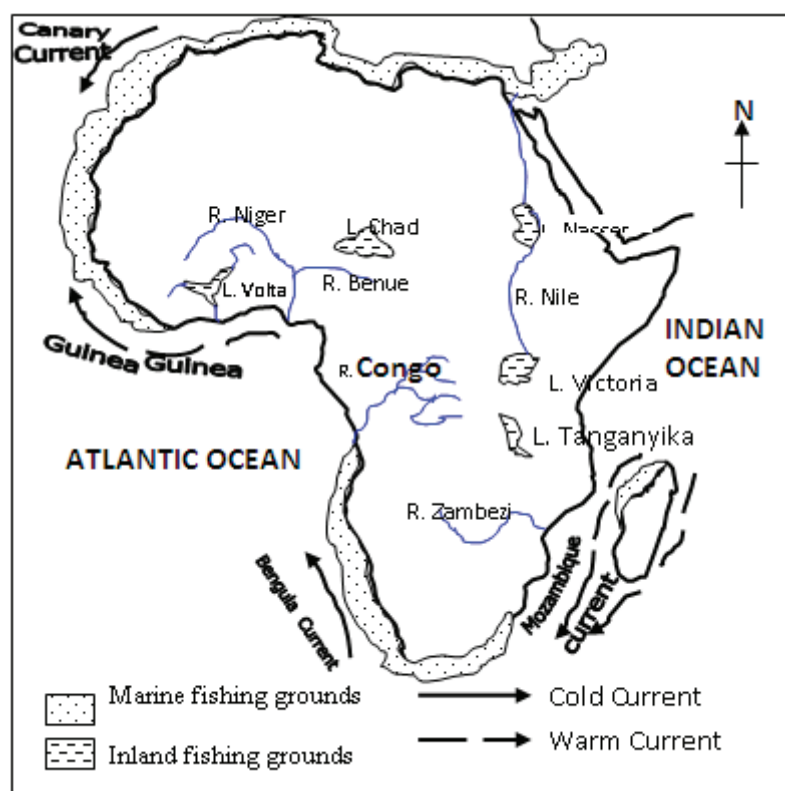 Canary
Current
N
R. Niger
L. Chad
L. Nasser
L. Volta
R. Benue
R. Nile
Guinea Guinea
INDIAN
OCEAN
R. Congo
L. Victoria
ATLANTIC OCEAN
L. Tanganyika
R. Zambezi
Bengula Current
Mozambique
Current
Marine fishing grounds
Cold Current
Inland fishing grounds
Warm Current